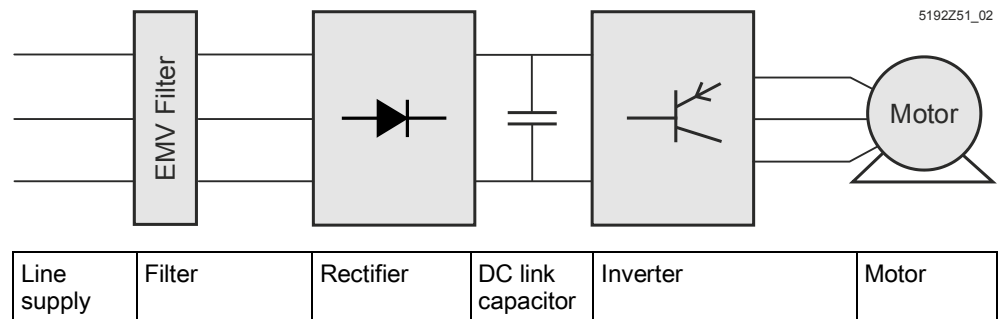 5192Z51_02
EMV Filter
Motor
Line supply
Filter
Rectifier
DC link capacitor
Inverter
Motor